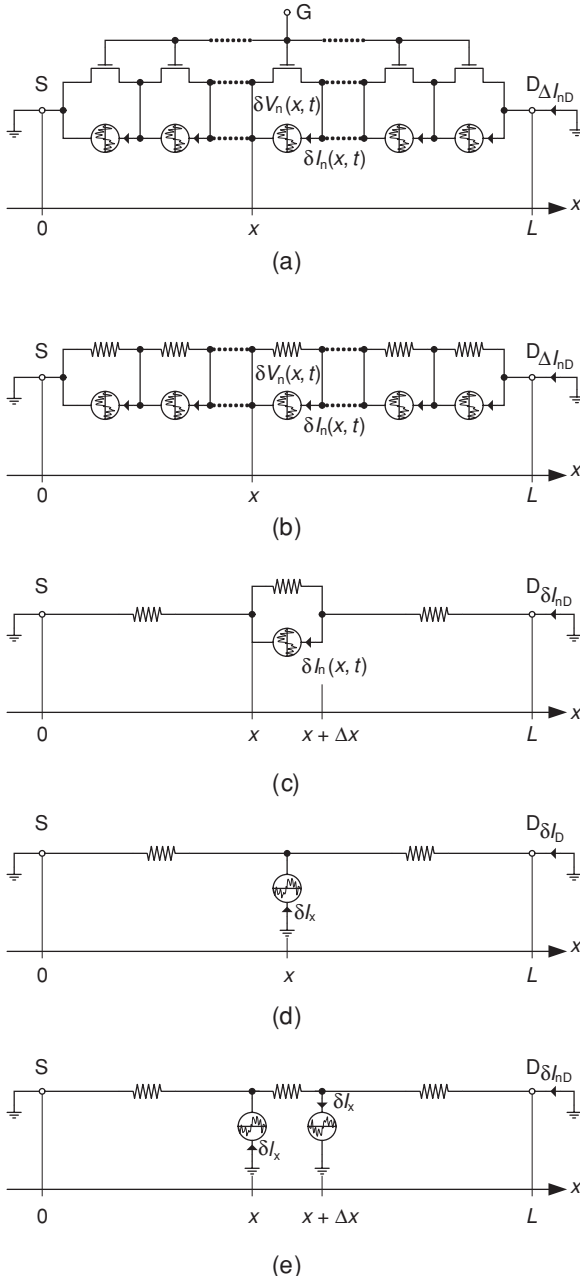 G
S
D
ΔI_nD
δV_n(x, t)
δI_n(x, t)
0
x
L
x
(a)
S
D
ΔI_nD
δV_n(x, t)
δI_n(x, t)
0
x
L
x
(b)
S
D
δI_nD
δI_n(x, t)
0
x
x + Δx
L
x
(c)
S
D
δI_D
δI_x
0
x
L
x
(d)
S
D
δI_nD
δI_x
δI_x
0
x
x + Δx
L
x
(e)